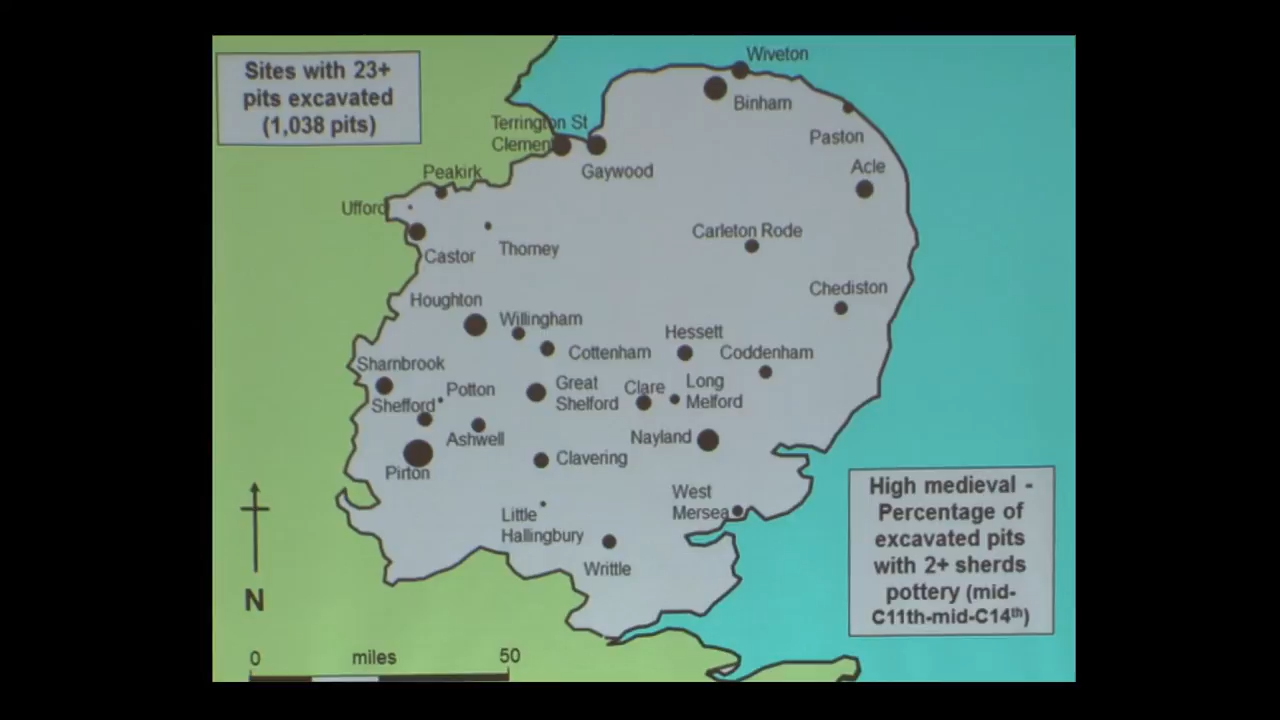 Sites with 23+
pits excavated
(1,038 pits)
Wiveton
Binham
Terrington St
Clement
Gaywood
Paston
Acle
Peakirk
Ufford
Castor
Thorney
Carleton Rode
Chediston
Houghton
Willingham
Cottenham
Hessett
Coddenham
Sharnbrook
Potton
Shefford
Great
Shelford
Clare
Long
Melford
Ashwell
Nayland
Pirton
Clavering
West
Mersea
Little
Hallingbury
Writtle
High medieval -
Percentage of
excavated pits
with 2+ sherds
pottery (mid-
C11th-mid-C14th)
N
0 miles 50